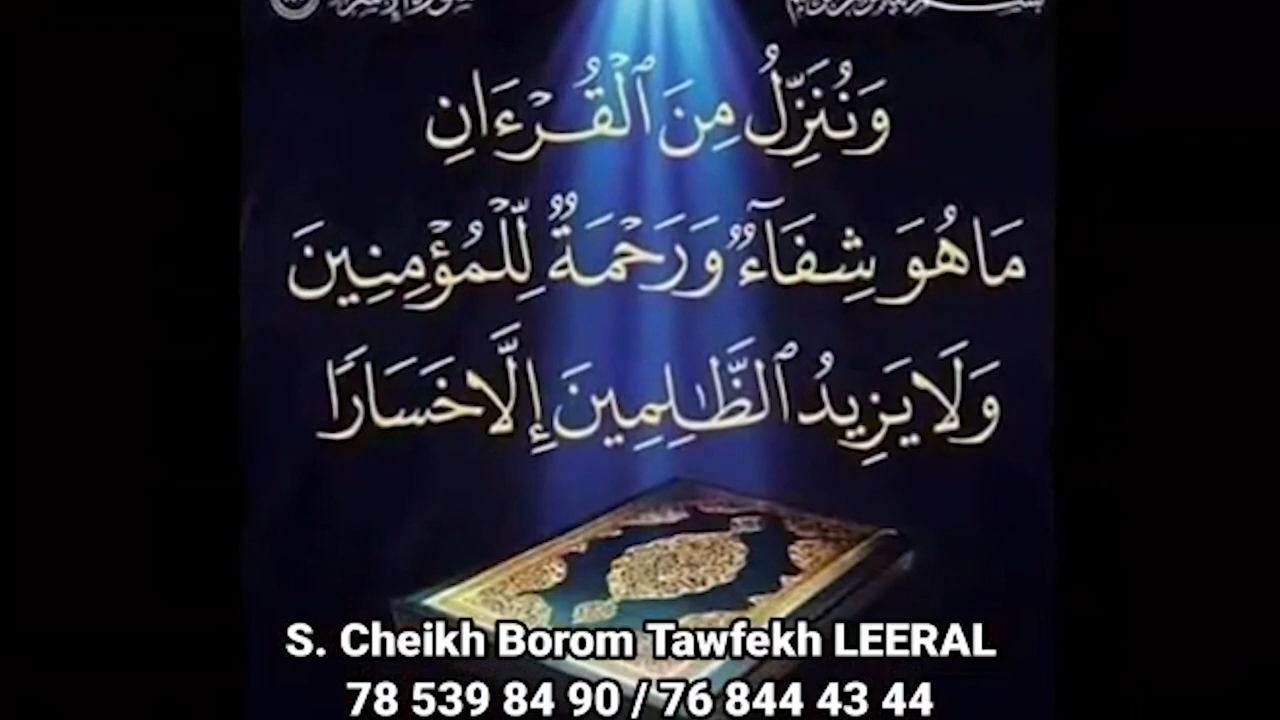 وَنُنَزِّلُ مِنَ ٱلْقُرْءَانِ
مَا هُوَ شِفَآءٌ وَرَحْمَةٌ لِّلْمُؤْمِنِينَ
وَلَا يَزِيدُ ٱلظَّـٰلِمِينَ إِلَّا خَسَارًا
S. Cheikh Borom Tawfekh LEERAL
78 539 84 90 / 76 844 43 44